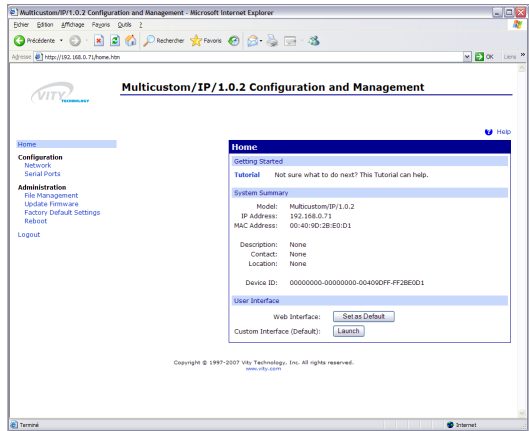 Multicustom/IP/1.0.2 Configuration and Management - Microsoft Internet Explorer
Fichier Edition Affichage Favoris Outils ?
Précédente Rechercher Favoris
Adresse http://192.168.0.71/home.htm OK Liens »
VITY TECHNOLOGY
Multicustom/IP/1.0.2 Configuration and Management
Help
Home
Configuration
Network
Serial Ports
Administration
File Management
Update Firmware
Factory Default Settings
Reboot
Logout
Home
Getting Started
Tutorial Not sure what to do next? This Tutorial can help.
System Summary
Model: Multicustom/IP/1.0.2
IP Address: 192.168.0.71
MAC Address: 00:40:9D:2B:E0:D1
Description: None
Contact: None
Location: None
Device ID: 00000000-00000000-00409DFF-FF2BE0D1
User Interface
Web Interface: Set as Default
Custom Interface (Default): Launch
Copyright © 1997-2007 Vity Technology, Inc. All rights reserved.
www.vity.com
Terminé Internet